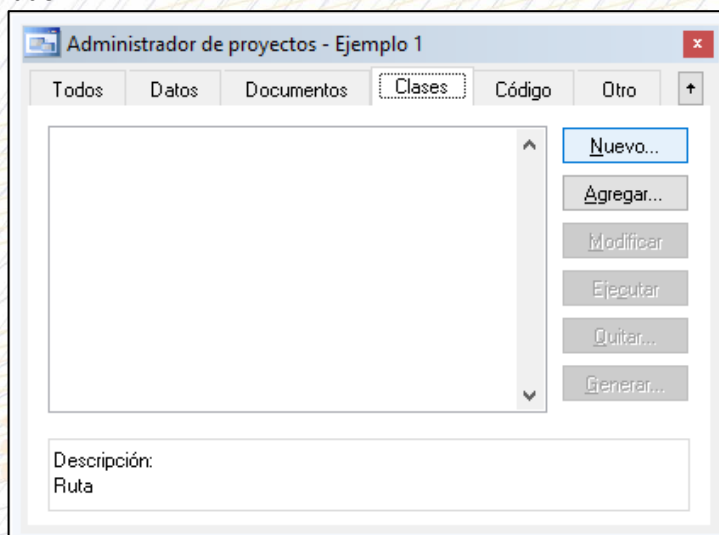 Administrador de proyectos - Ejemplo 1
x
Todos Datos Documentos Clases Código Otro
Nuevo...
Agregar...
Modificar
Ejecutar
Quitar...
Generar...
Descripción:
Ruta